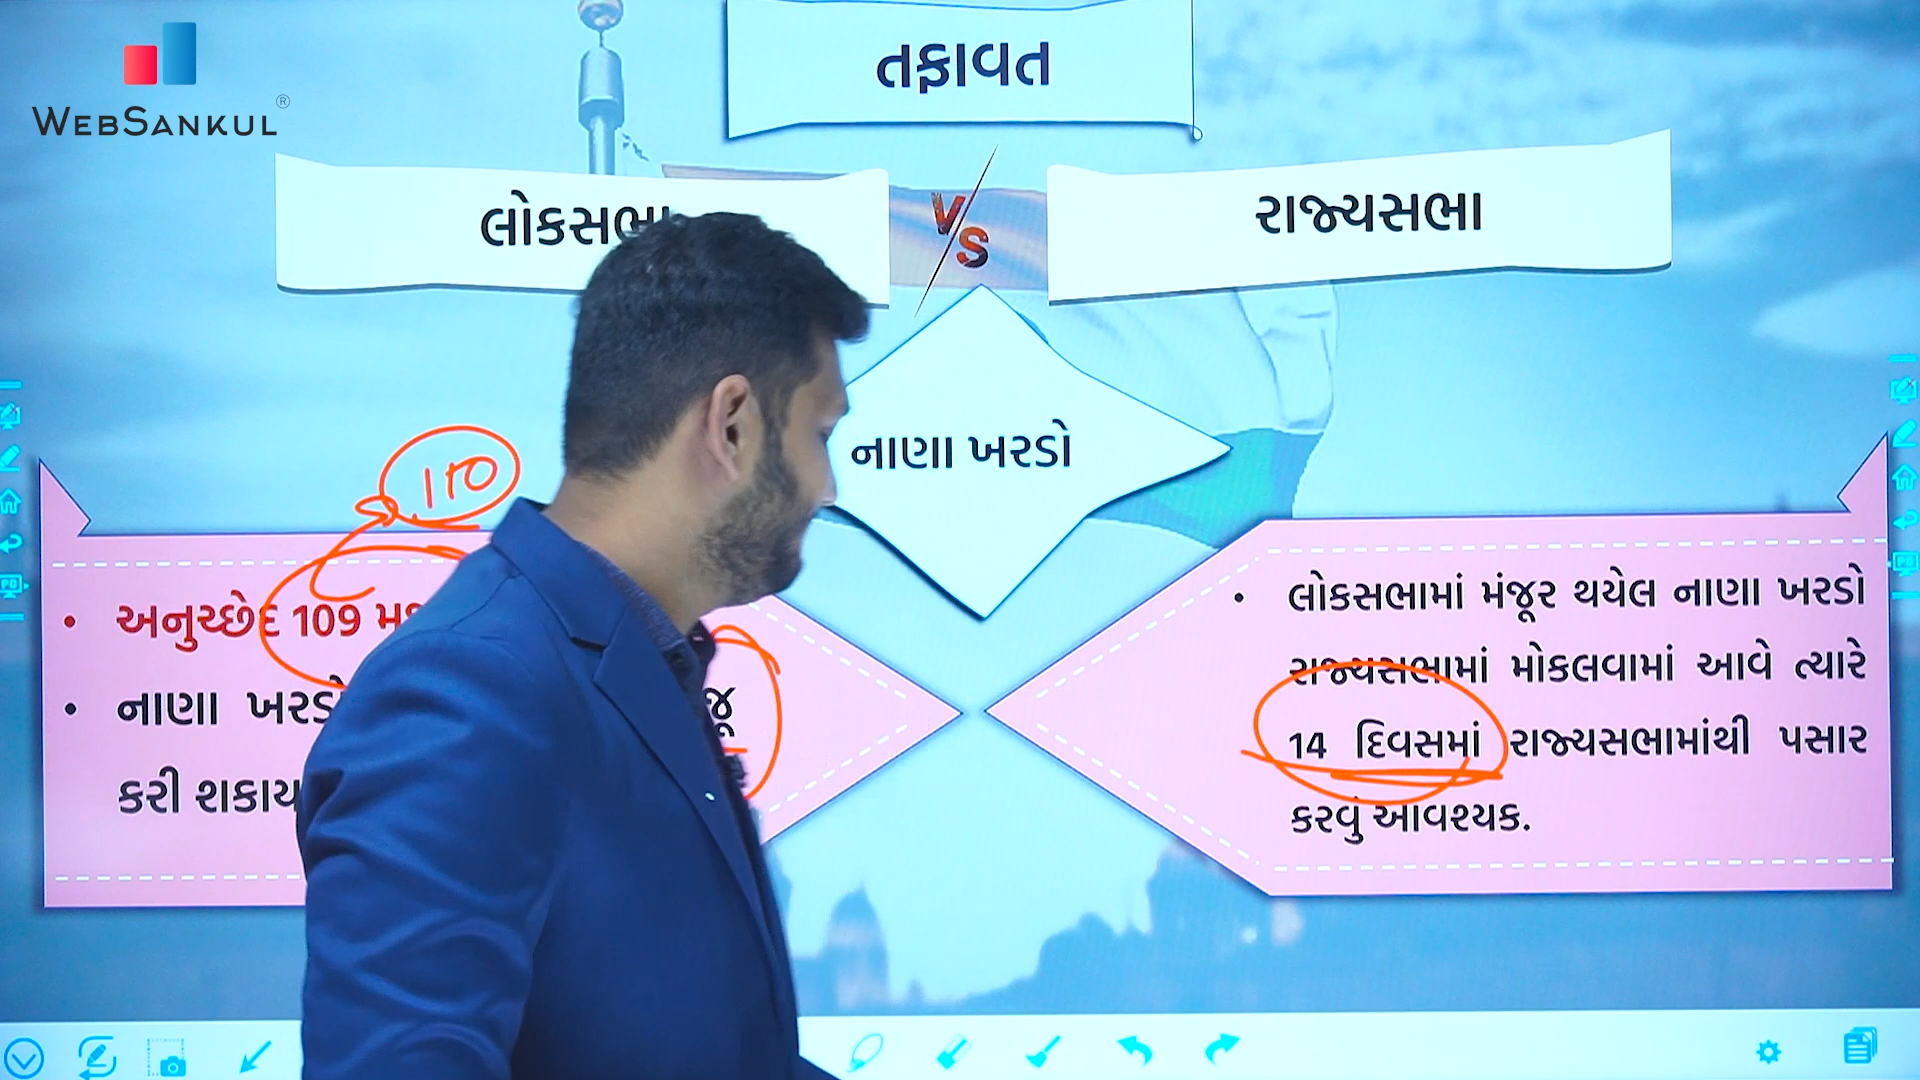 WEBSANKUL®
તફાવત
લોકસભા
VS
રાજ્યસભા
નાણા ખરડો
110
• અનુચ્છેદ 109
• નાણા ખરડો
કરી શકાય
• લોકસભામાં મંજૂર થયેલ નાણા ખરડો
રાજ્યસભામાં મોકલવામાં આવે ત્યારે
14 દિવસમાં રાજ્યસભામાંથી પસાર
કરવું આવશ્યક.